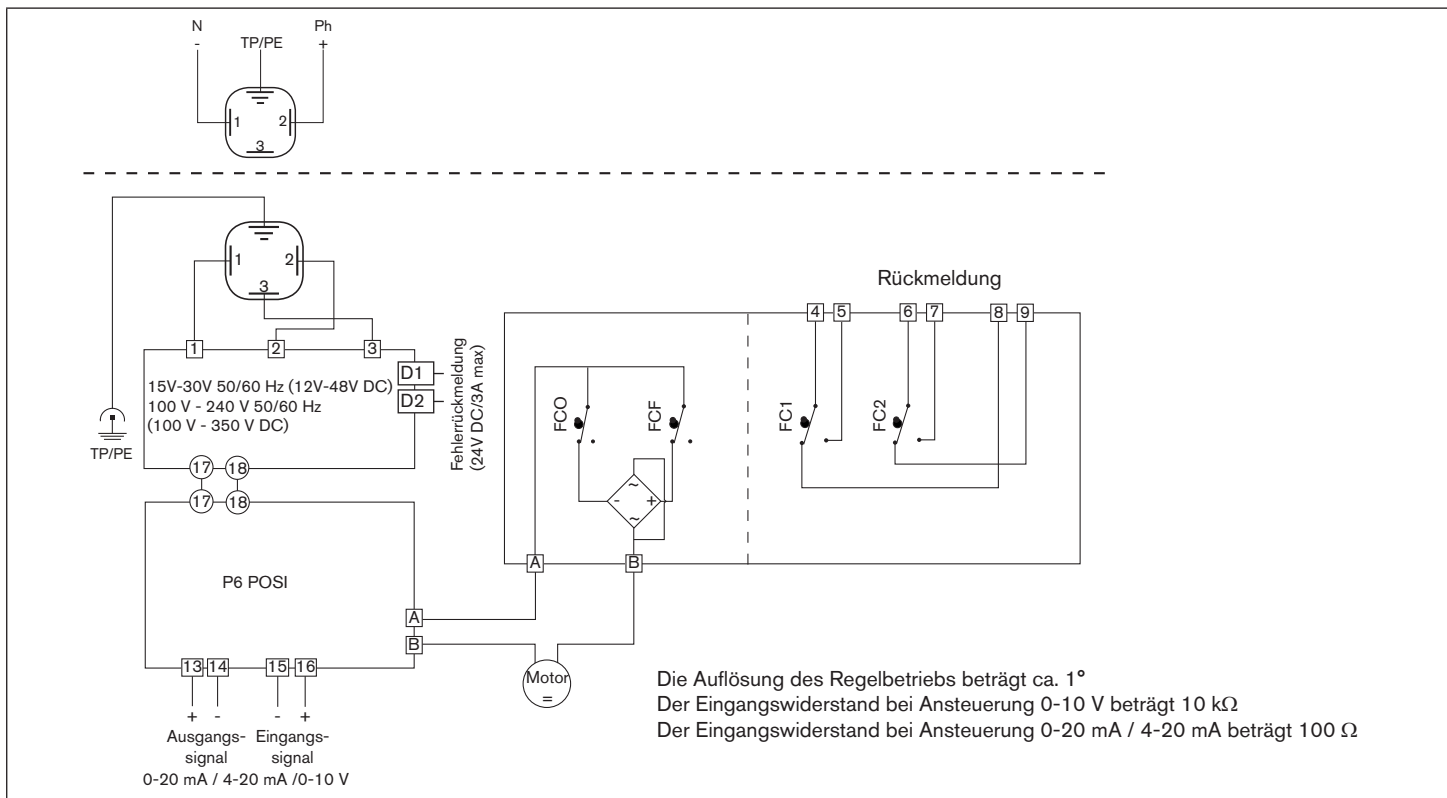 N
-
TP/PE
Ph
+
1
2
3
1
2
3
1
2
3
15V-30V 50/60 Hz (12V-48V DC)
100 V - 240 V 50/60 Hz
(100 V - 350 V DC)
D1
D2
Fehlerrückmeldung
(24V DC/3A max)
TP/PE
17
18
17
18
P6 POSI
A
B
13
14
15
16
+
-
-
+
Ausgangs-
signal
Eingangs-
signal
0-20 mA / 4-20 mA /0-10 V
Rückmeldung
4
5
6
7
8
9
FCO
FCF
FC1
FC2
~
-
+
~
A
B
Motor
=
Die Auflösung des Regelbetriebs beträgt ca. 1°
Der Eingangswiderstand bei Ansteuerung 0-10 V beträgt 10 kΩ
Der Eingangswiderstand bei Ansteuerung 0-20 mA / 4-20 mA beträgt 100 Ω